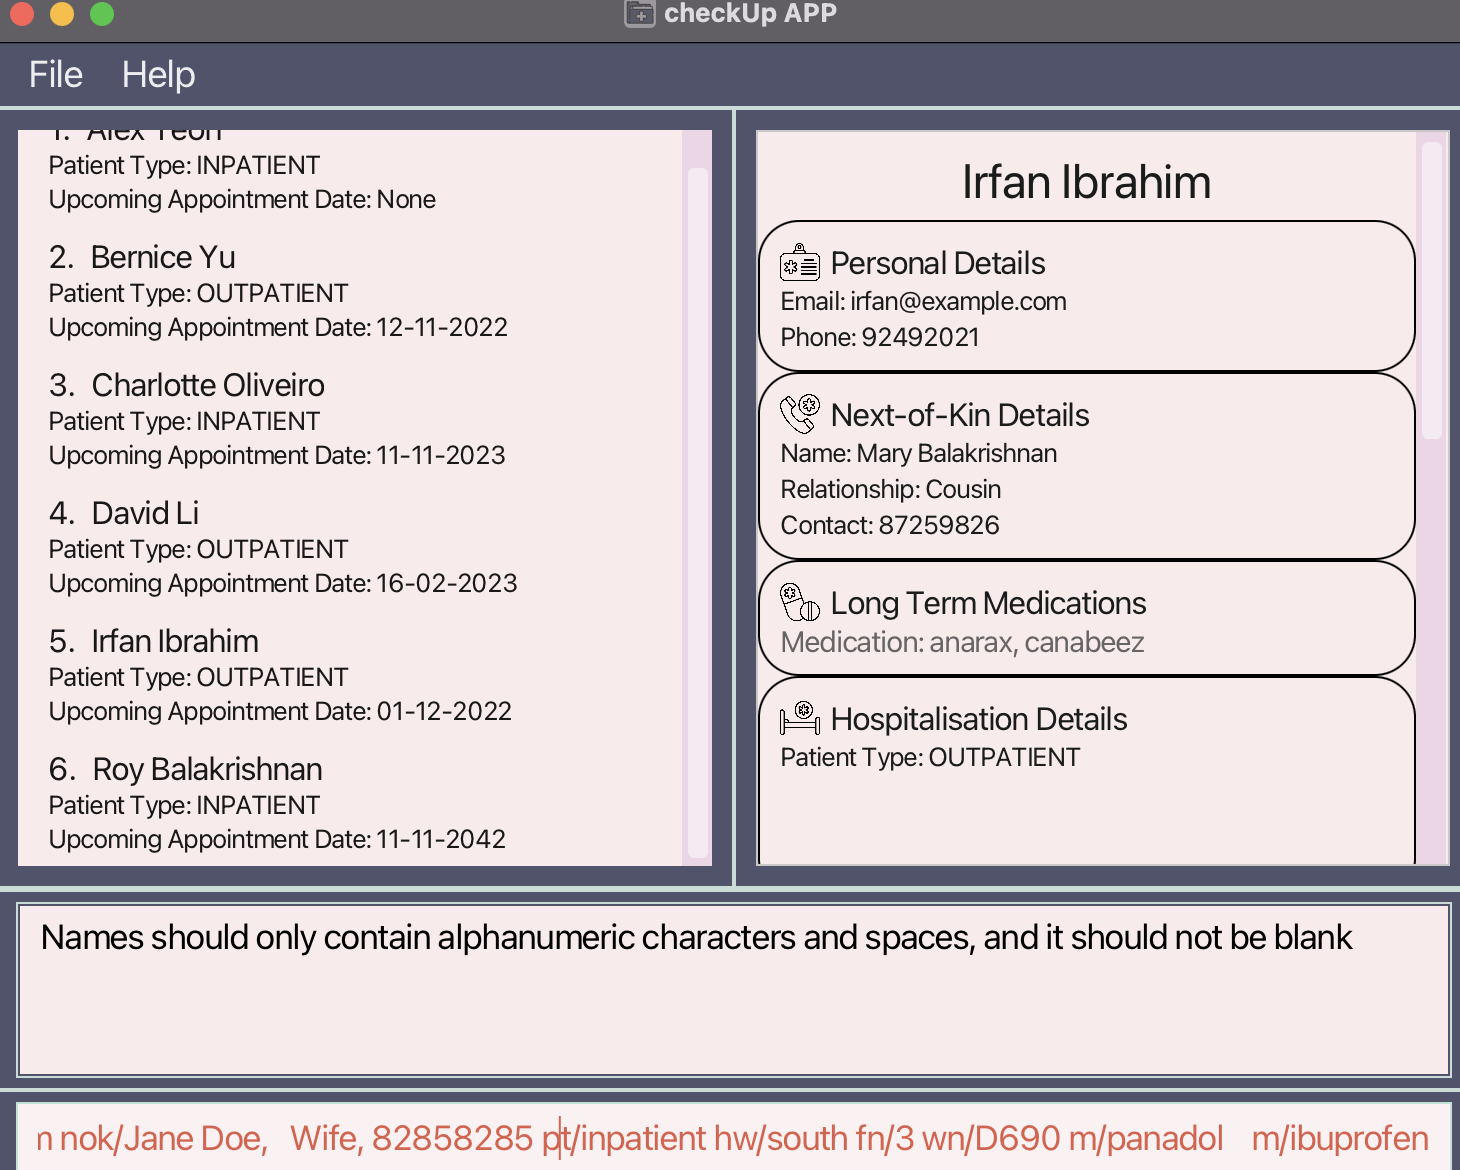 checkUp APP
File Help
1. Alex Yeoh
Patient Type: INPATIENT
Upcoming Appointment Date: None
2. Bernice Yu
Patient Type: OUTPATIENT
Upcoming Appointment Date: 12-11-2022
3. Charlotte Oliveiro
Patient Type: INPATIENT
Upcoming Appointment Date: 11-11-2023
4. David Li
Patient Type: OUTPATIENT
Upcoming Appointment Date: 16-02-2023
5. Irfan Ibrahim
Patient Type: OUTPATIENT
Upcoming Appointment Date: 01-12-2022
6. Roy Balakrishnan
Patient Type: INPATIENT
Upcoming Appointment Date: 11-11-2042
Irfan Ibrahim
Personal Details
Email: irfan@example.com
Phone: 92492021
Next-of-Kin Details
Name: Mary Balakrishnan
Relationship: Cousin
Contact: 87259826
Long Term Medications
Medication: anarax, canabeez
Hospitalisation Details
Patient Type: OUTPATIENT
Names should only contain alphanumeric characters and spaces, and it should not be blank
n nok/Jane Doe,   Wife, 82858285 pt/inpatient hw/south fn/3 wn/D690 m/panadol   m/ibuprofen